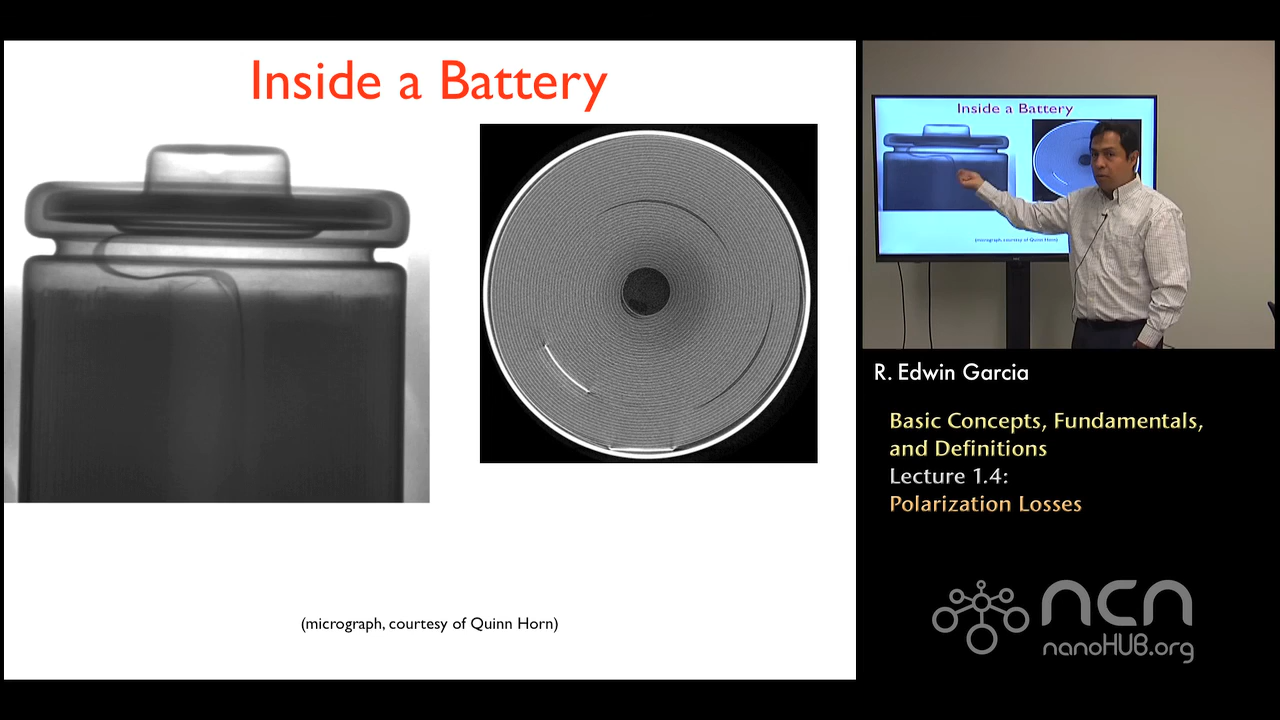 Inside a Battery
(micrograph, courtesy of Quinn Horn)
Inside a Battery
(micrograph, courtesy of Quinn Horn)
R. Edwin Garcia
Basic Concepts, Fundamentals,
and Definitions
Lecture 1.4:
Polarization Losses
ncn
nanoHUB.org